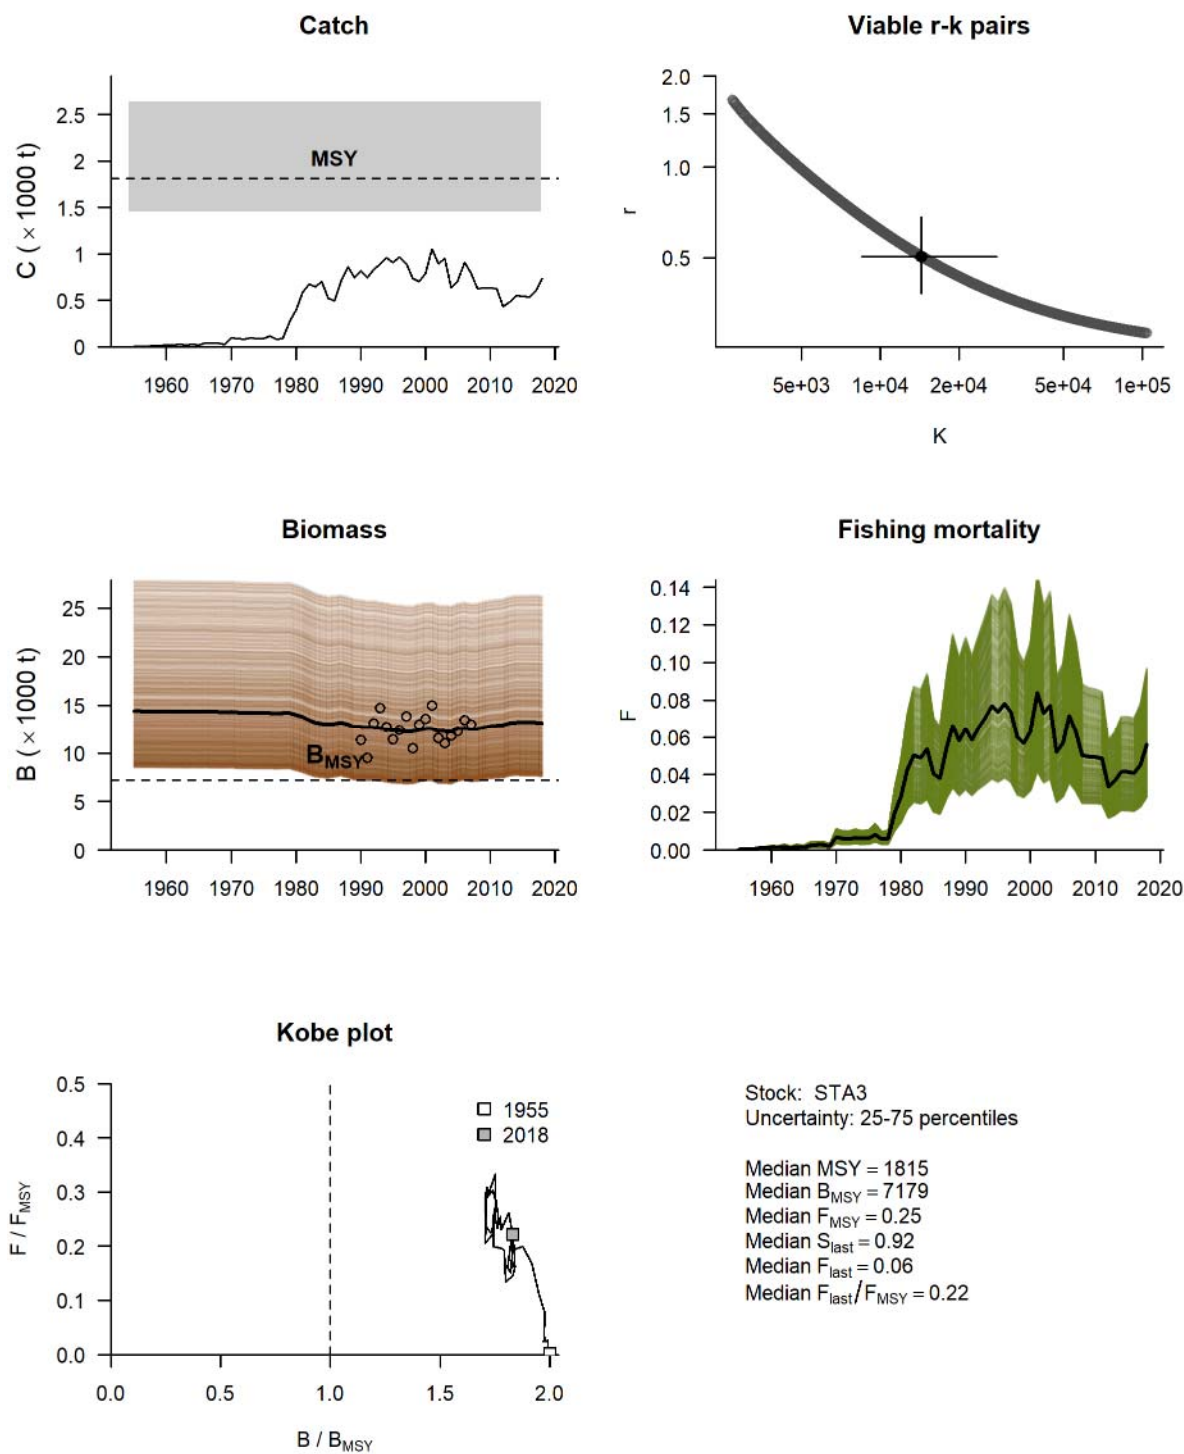 Catch
C ( × 1000 t)
2.5
2
1.5
1
0.5
0
MSY
1960 1970 1980 1990 2000 2010 2020
Viable r-k pairs
r
2.0
1.5
1.0
0.5
5e+03 1e+04 2e+04 5e+04 1e+05
K
Biomass
B ( × 1000 t)
25
20
15
10
5
0
BMSY
1960 1970 1980 1990 2000 2010 2020
Fishing mortality
F
0.14
0.12
0.10
0.08
0.06
0.04
0.02
0.00
1960 1970 1980 1990 2000 2010 2020
Kobe plot
F / FMSY
0.5
0.4
0.3
0.2
0.1
0.0
1955
2018
0.0 0.5 1.0 1.5 2.0
B / BMSY
Stock: STA3
Uncertainty: 25-75 percentiles
Median MSY = 1815
Median BMSY = 7179
Median FMSY = 0.25
Median Slast = 0.92
Median Flast = 0.06
Median Flast/FMSY = 0.22